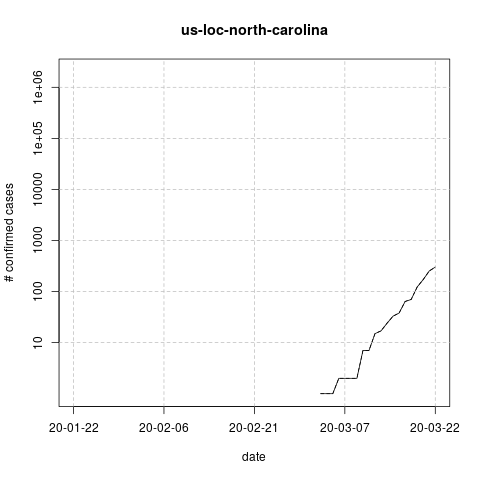 us-loc-north-carolina
# confirmed cases
1e+06
1e+05
10000
1000
100
10
20-01-22 20-02-06 20-02-21 20-03-07 20-03-22
date